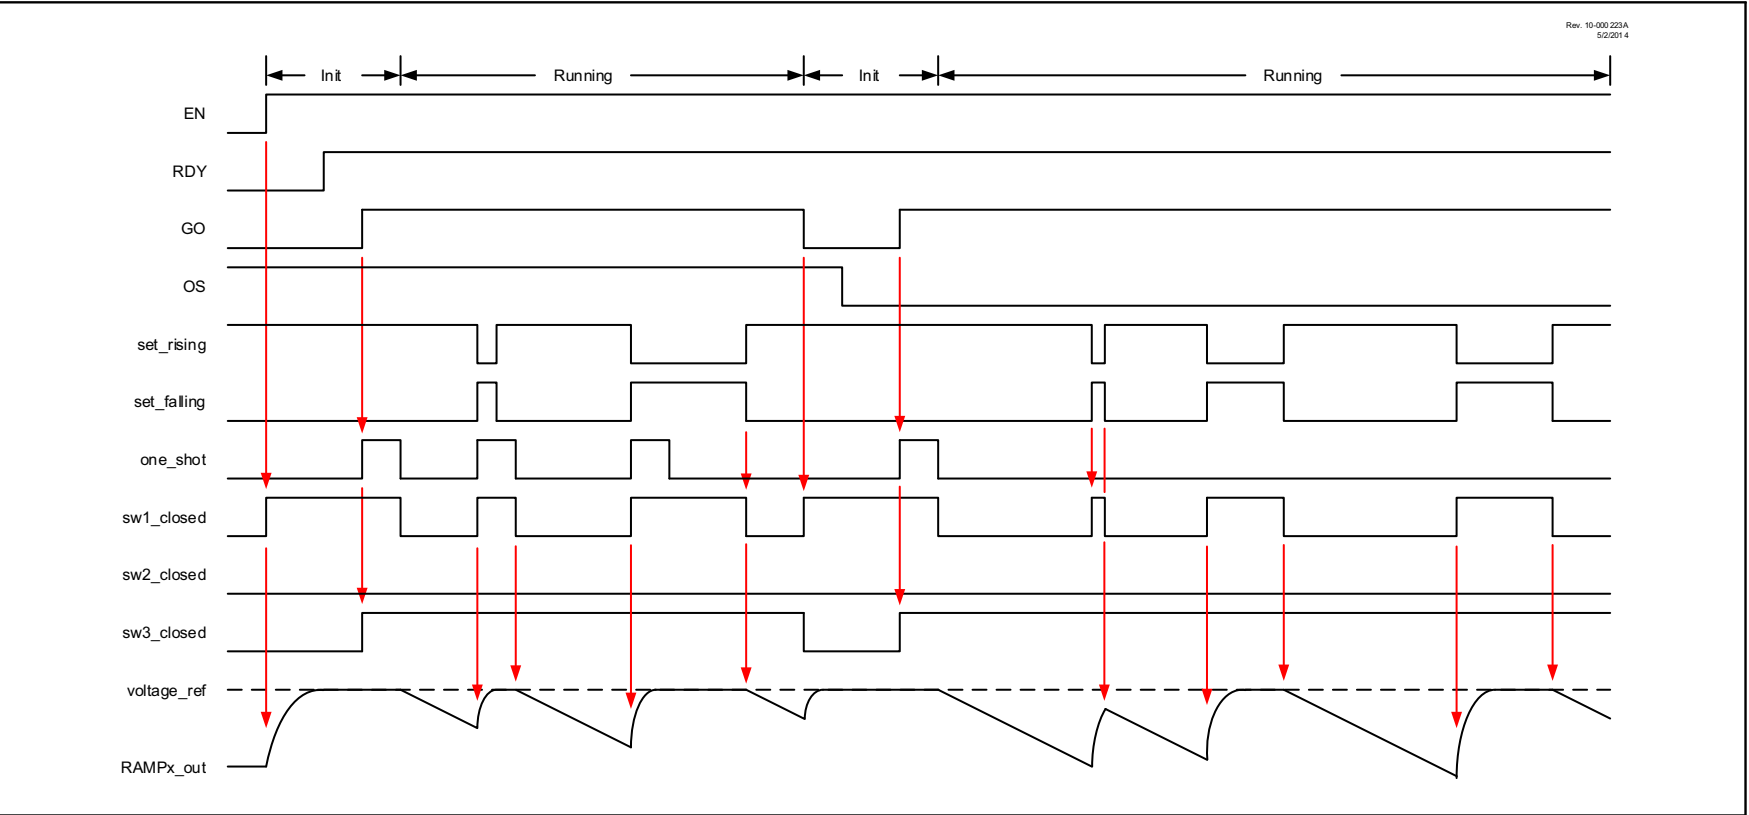 Rev. 10-000223A
5/2/2014
Init Running Init Running
EN
RDY
GO
OS
set_rising
set_falling
one_shot
sw1_closed
sw2_closed
sw3_closed
voltage_ref
RAMPx_out